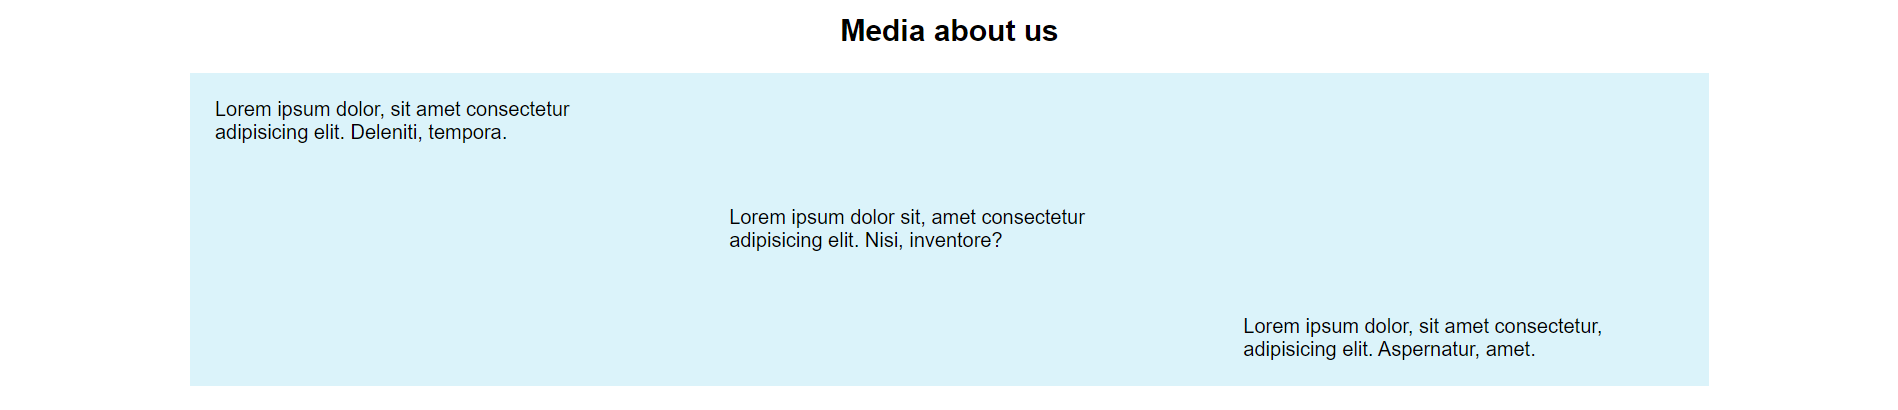 Media about us
Lorem ipsum dolor, sit amet consectetur
adipisicing elit. Deleniti, tempora.
Lorem ipsum dolor sit, amet consectetur
adipisicing elit. Nisi, inventore?
Lorem ipsum dolor, sit amet consectetur,
adipisicing elit. Aspernatur, amet.